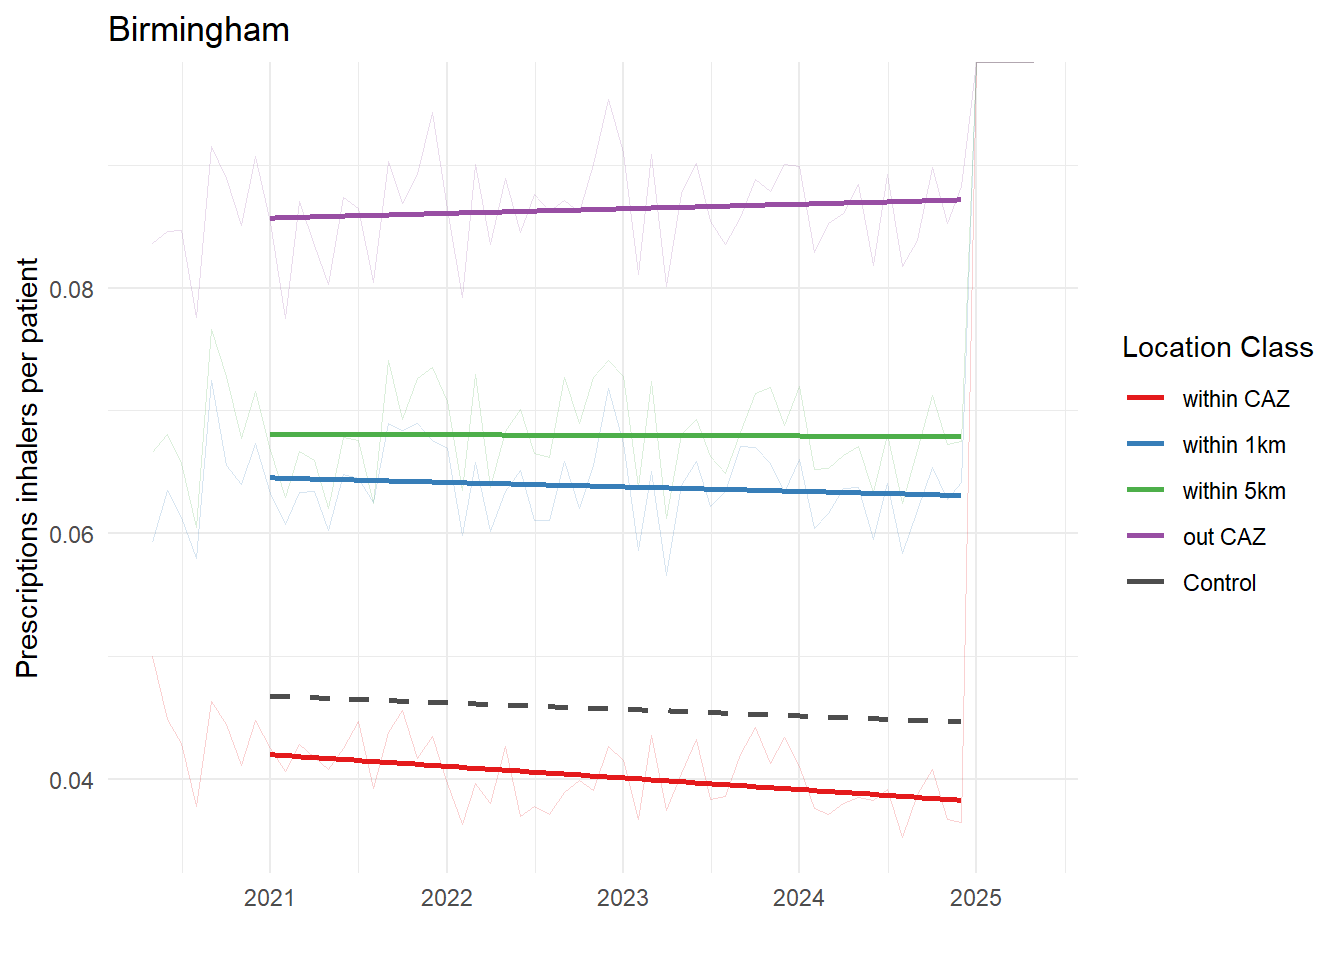 Birmingham
Prescriptions inhalers per patient
0.08
0.06
0.04
2021
2022
2023
2024
2025
Location Class
within CAZ
within 1km
within 5km
out CAZ
Control